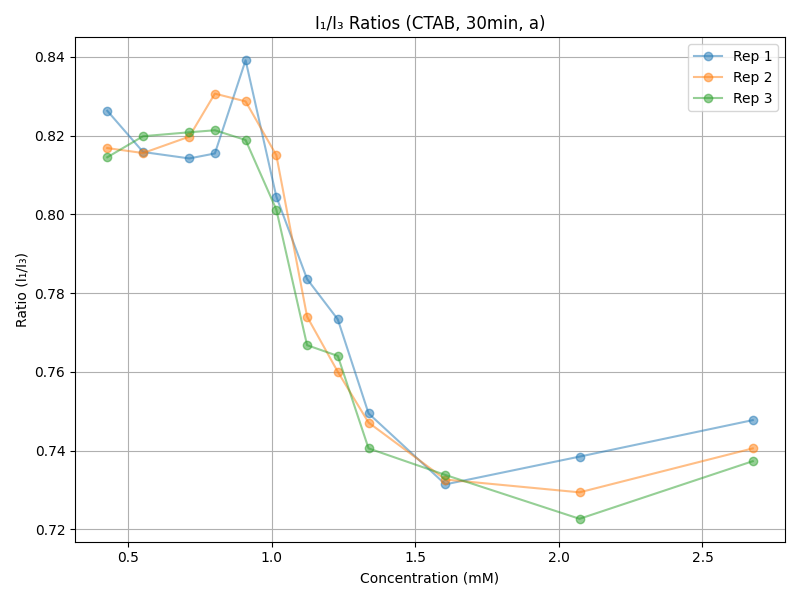 I₁/I₃ Ratios (CTAB, 30min, a)
Rep 1
Rep 2
Rep 3
0.84
0.82
0.80
0.78
0.76
0.74
0.72
Ratio (I₁/I₃)
0.5
1.0
1.5
2.0
2.5
Concentration (mM)